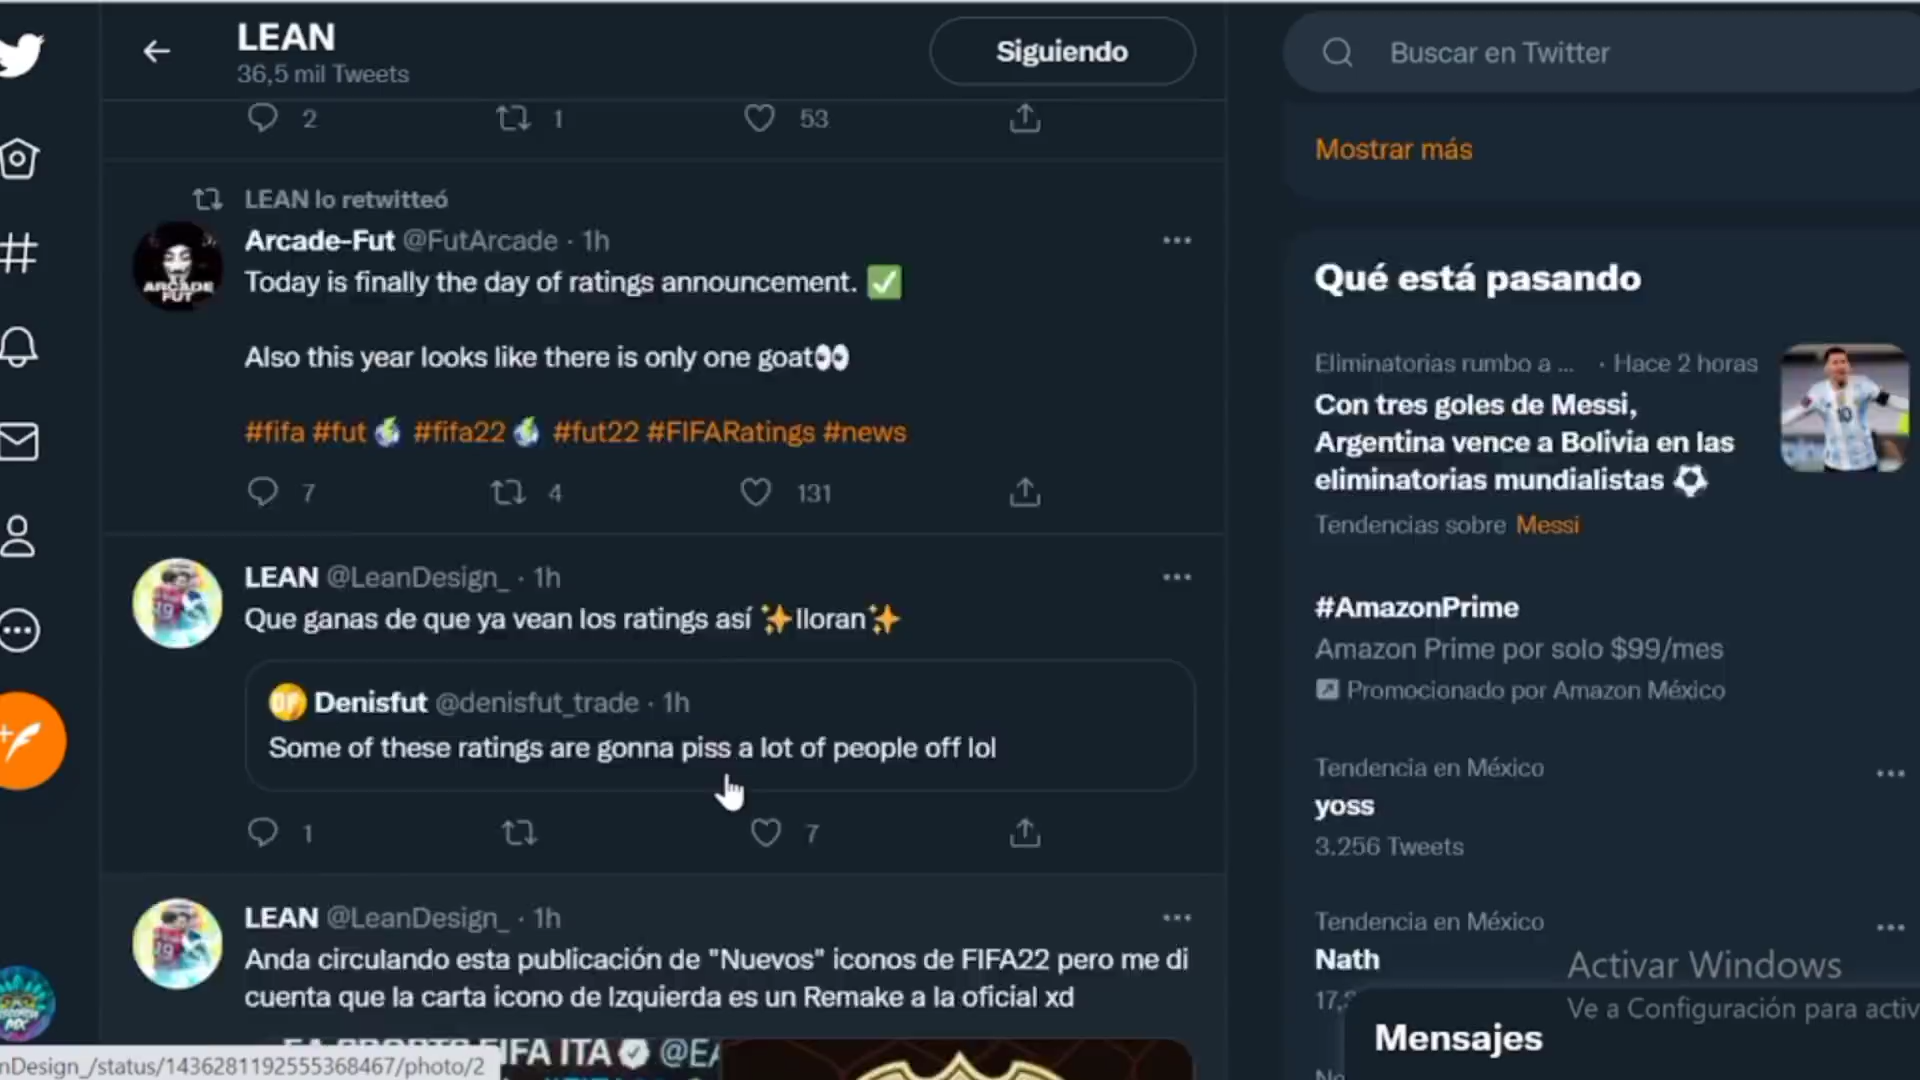 LEAN
36,5 mil Tweets
Siguiendo
2 1 53
LEAN lo retwitteó
Arcade-Fut @FutArcade · 1h
ARCADE
FUT
Today is finally the day of ratings announcement. ✅
Also this year looks like there is only one goat👀
#fifa #fut #fifa22 #fut22 #FIFARatings #news
7 4 131
LEAN @LeanDesign_ · 1h
Que ganas de que ya vean los ratings así ✨lloran✨
Denisfut @denisfut_trade · 1h
Some of these ratings are gonna piss a lot of people off lol
1 7
LEAN @LeanDesign_ · 1h
Anda circulando esta publicación de "Nuevos" iconos de FIFA22 pero me di
cuenta que la carta icono de Izquierda es un Remake a la oficial xd
EA SPORTS FIFA ITA @EA
nDesign_/status/1436281192555368467/photo/2
Buscar en Twitter
Mostrar más
Qué está pasando
Eliminatorias rumbo a ... · Hace 2 horas
Con tres goles de Messi,
Argentina vence a Bolivia en las
eliminatorias mundialistas ⚽
Tendencias sobre Messi
#AmazonPrime
Amazon Prime por solo $99/mes
Promocionado por Amazon México
Tendencia en México
yoss
3.256 Tweets
Tendencia en México
Nath
Activar Windows
Ve a Configuración para activ
Mensajes